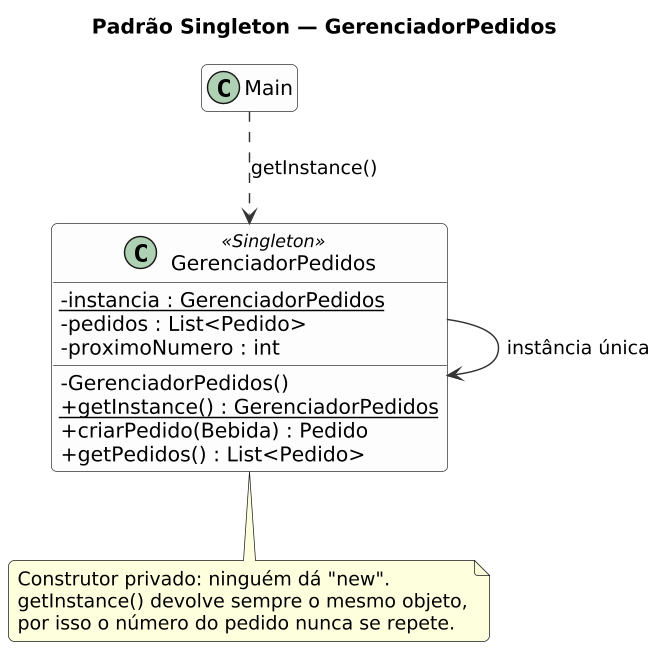 Padrão Singleton — GerenciadorPedidos
C Main
getInstance()
«Singleton»
C GerenciadorPedidos
-instancia : GerenciadorPedidos
-pedidos : List<Pedido>
-proximoNumero : int
instância única
-GerenciadorPedidos()
+getInstance() : GerenciadorPedidos
+criarPedido(Bebida) : Pedido
+getPedidos() : List<Pedido>
Construtor privado: ninguém dá "new".
getInstance() devolve sempre o mesmo objeto,
por isso o número do pedido nunca se repete.